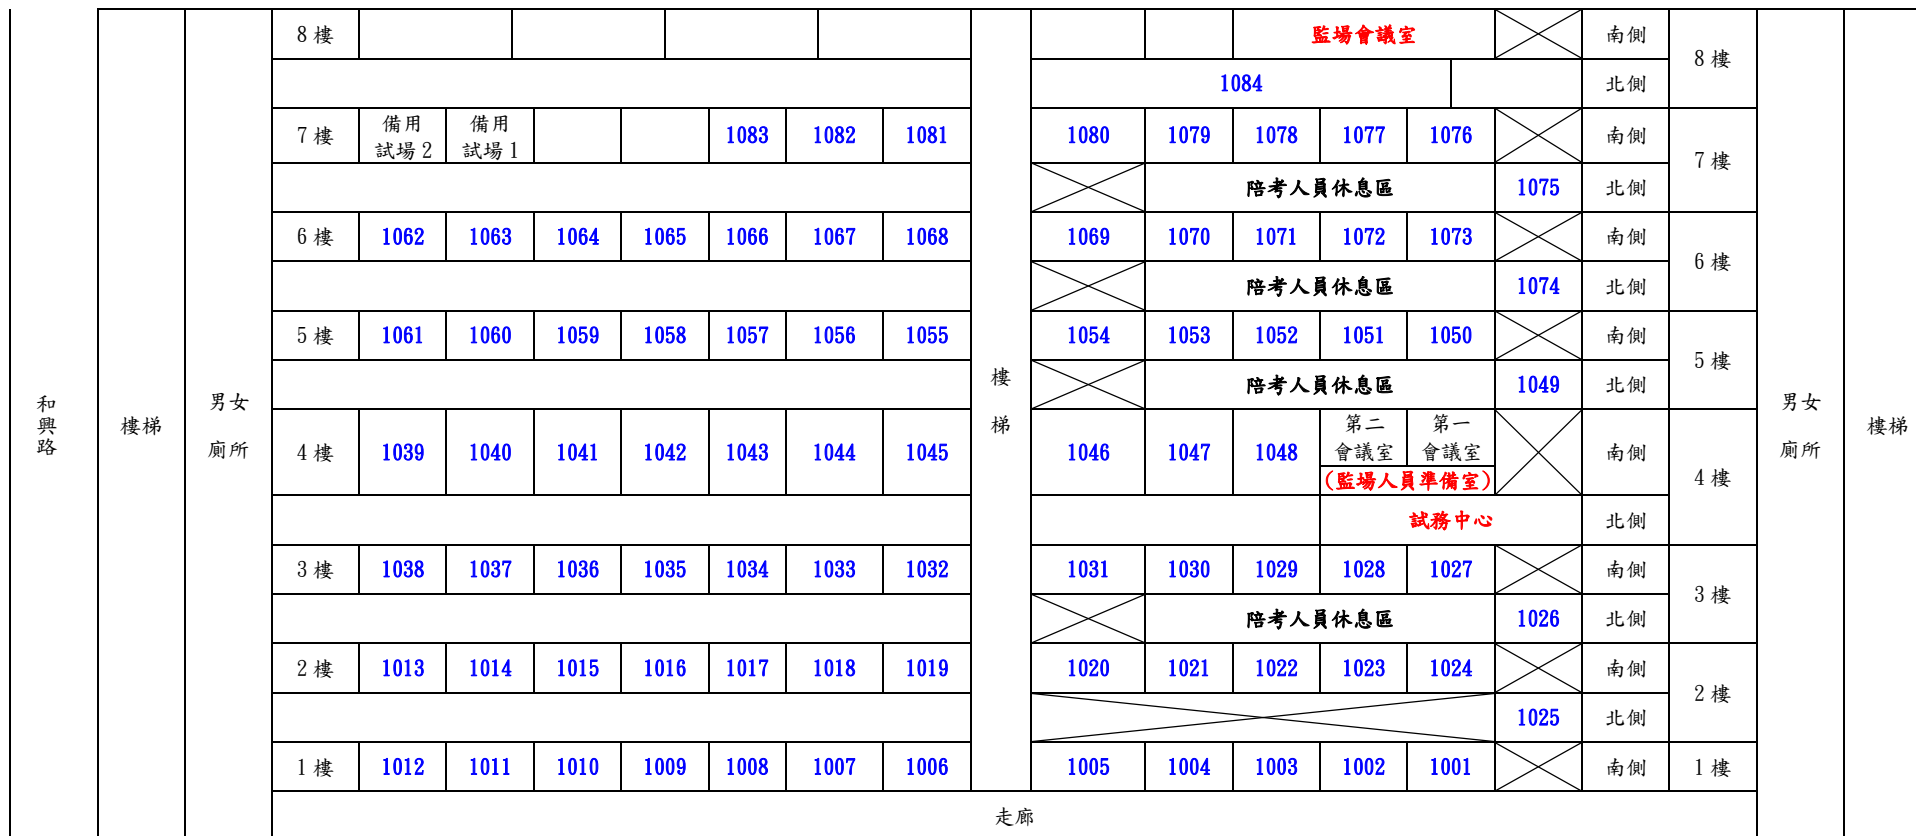 8樓 監場會議室 南側 8樓
1084 北側
7樓 備用試場2 備用試場1 1083 1082 1081 1080 1079 1078 1077 1076 南側 7樓
陪考人員休息區 1075 北側
6樓 1062 1063 1064 1065 1066 1067 1068 1069 1070 1071 1072 1073 南側 6樓
陪考人員休息區 1074 北側
5樓 1061 1060 1059 1058 1057 1056 1055 1054 1053 1052 1051 1050 南側 5樓
陪考人員休息區 1049 北側
和興路 樓梯 男女廁所 樓梯 男女廁所 樓梯
4樓 1039 1040 1041 1042 1043 1044 1045 1046 1047 1048 第二會議室 第一會議室 南側 4樓
(監場人員準備室)
試務中心 北側
3樓 1038 1037 1036 1035 1034 1033 1032 1031 1030 1029 1028 1027 南側 3樓
陪考人員休息區 1026 北側
2樓 1013 1014 1015 1016 1017 1018 1019 1020 1021 1022 1023 1024 南側 2樓
1025 北側
1樓 1012 1011 1010 1009 1008 1007 1006 1005 1004 1003 1002 1001 南側 1樓
走廊